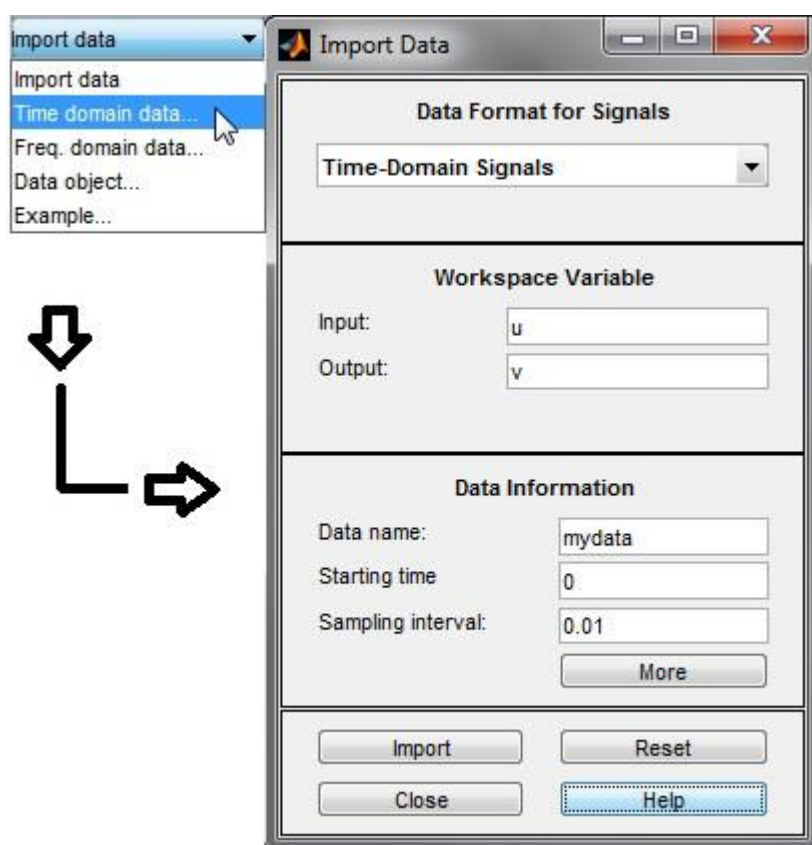 Import data
Import data
Time domain data...
Freq. domain data...
Data object...
Example...
Import Data
Data Format for Signals
Time-Domain Signals
Workspace Variable
Input: u
Output: v
Data Information
Data name: mydata
Starting time 0
Sampling interval: 0.01
More
Import Reset
Close Help